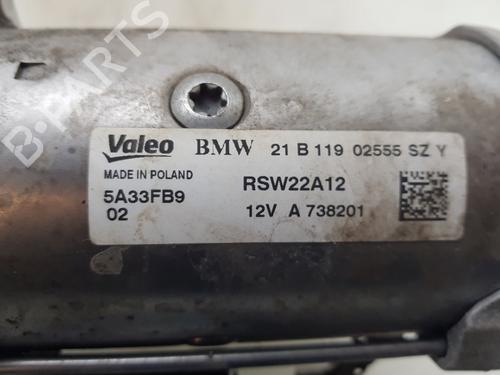 Valeo BMW 21 B 119 02555 SZ Y
MADE IN POLAND RSW22A12
5A33FB9 12V A 738201
02
B-PARTS